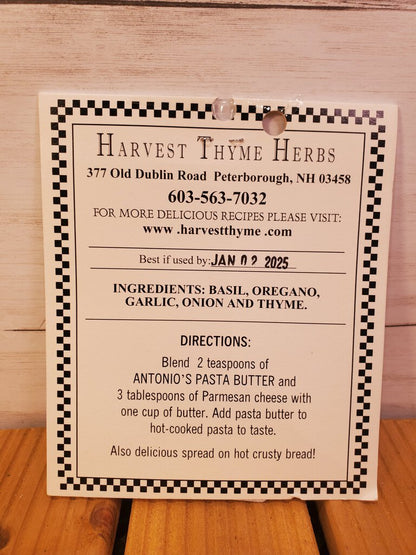 HARVEST THYME HERBS
377 Old Dublin Road Peterborough, NH 03458
603-563-7032
FOR MORE DELICIOUS RECIPES PLEASE VISIT:
www .harvestthyme .com
Best if used by: JAN 02 2025
INGREDIENTS: BASIL, OREGANO,
GARLIC, ONION AND THYME.
DIRECTIONS:
Blend 2 teaspoons of
ANTONIO'S PASTA BUTTER and
3 tablespoons of Parmesan cheese with
one cup of butter. Add pasta butter to
hot-cooked pasta to taste.
Also delicious spread on hot crusty bread!